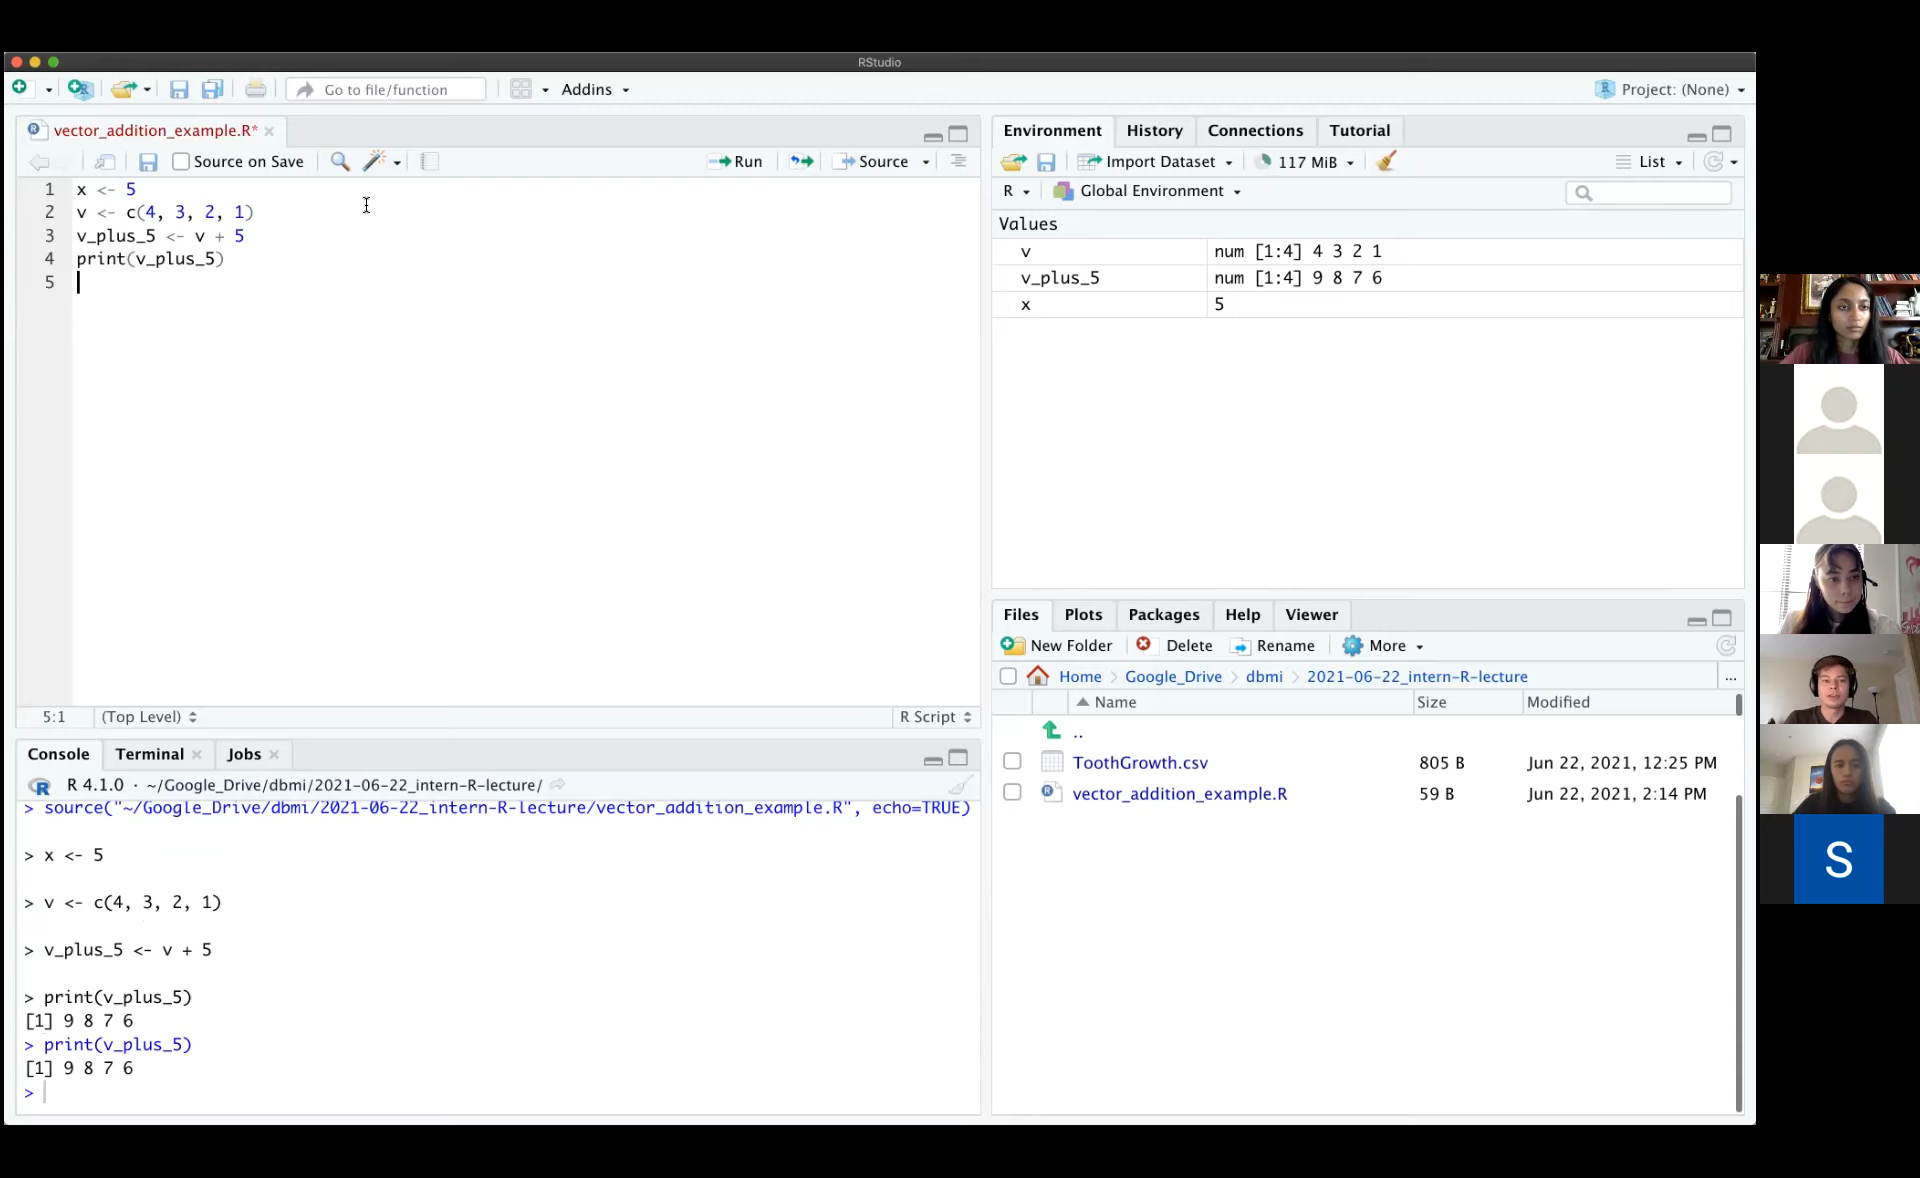 RStudio
Go to file/function
Addins
Project: (None)
vector_addition_example.R*
Source on Save
Run
Source
1 x <- 5
2 v <- c(4, 3, 2, 1)
3 v_plus_5 <- v + 5
4 print(v_plus_5)
5
5:1 (Top Level) R Script
Console Terminal Jobs
R 4.1.0 · ~/Google_Drive/dbmi/2021-06-22_intern-R-lecture/
> source("~/Google_Drive/dbmi/2021-06-22_intern-R-lecture/vector_addition_example.R", echo=TRUE)
> x <- 5
> v <- c(4, 3, 2, 1)
> v_plus_5 <- v + 5
> print(v_plus_5)
[1] 9 8 7 6
> print(v_plus_5)
[1] 9 8 7 6
>
Environment History Connections Tutorial
Import Dataset 117 MiB List
R Global Environment
Values
v num [1:4] 4 3 2 1
v_plus_5 num [1:4] 9 8 7 6
x 5
Files Plots Packages Help Viewer
New Folder Delete Rename More
Home Google_Drive dbmi 2021-06-22_intern-R-lecture ...
Name Size Modified
..
ToothGrowth.csv 805 B Jun 22, 2021, 12:25 PM
vector_addition_example.R 59 B Jun 22, 2021, 2:14 PM
S